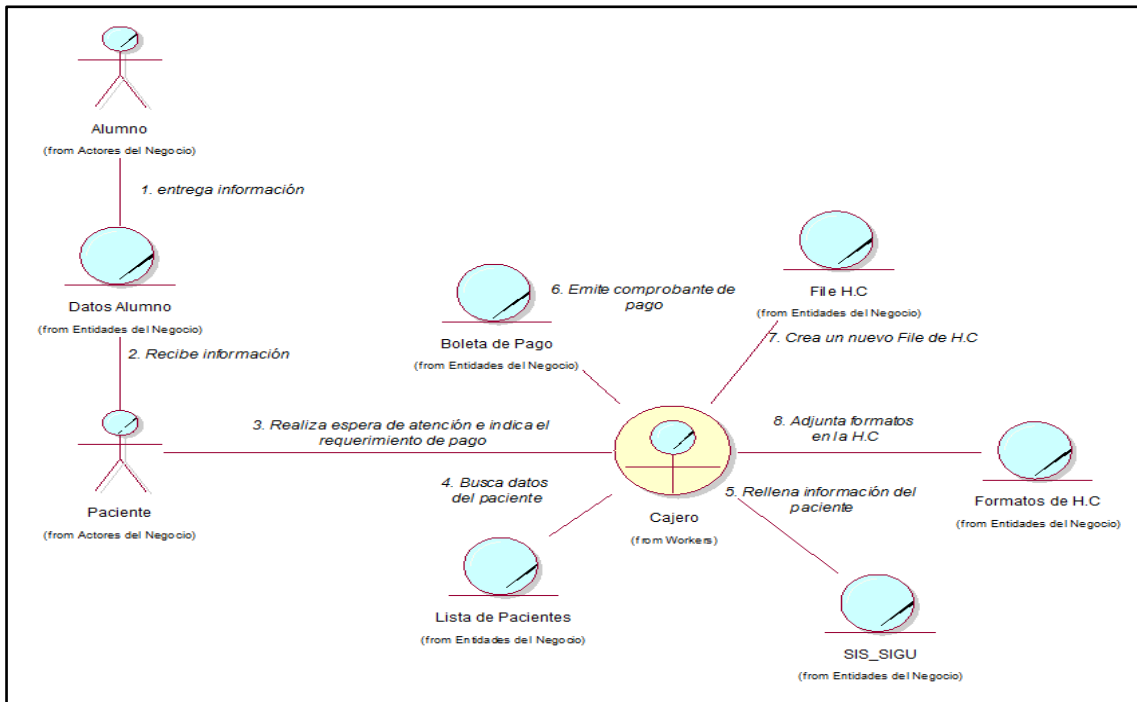 Alumno
(from Actores del Negocio)
1. entrega información
Datos Alumno
(from Entidades del Negocio)
2. Recibe información
Paciente
(from Actores del Negocio)
3. Realiza espera de atención e indica el
requerimiento de pago
Boleta de Pago
(from Entidades del Negocio)
6. Emite comprobante de
pago
File H.C
(from Entidades del Negocio)
7. Crea un nuevo File de H.C
8. Adjunta formatos
en la H.C
Formatos de H.C
(from Entidades del Negocio)
Cajero
(from Workers)
4. Busca datos
del paciente
5. Rellena información del
paciente
Lista de Pacientes
(from Entidades del Negocio)
SIS_SIGU
(from Entidades del Negocio)